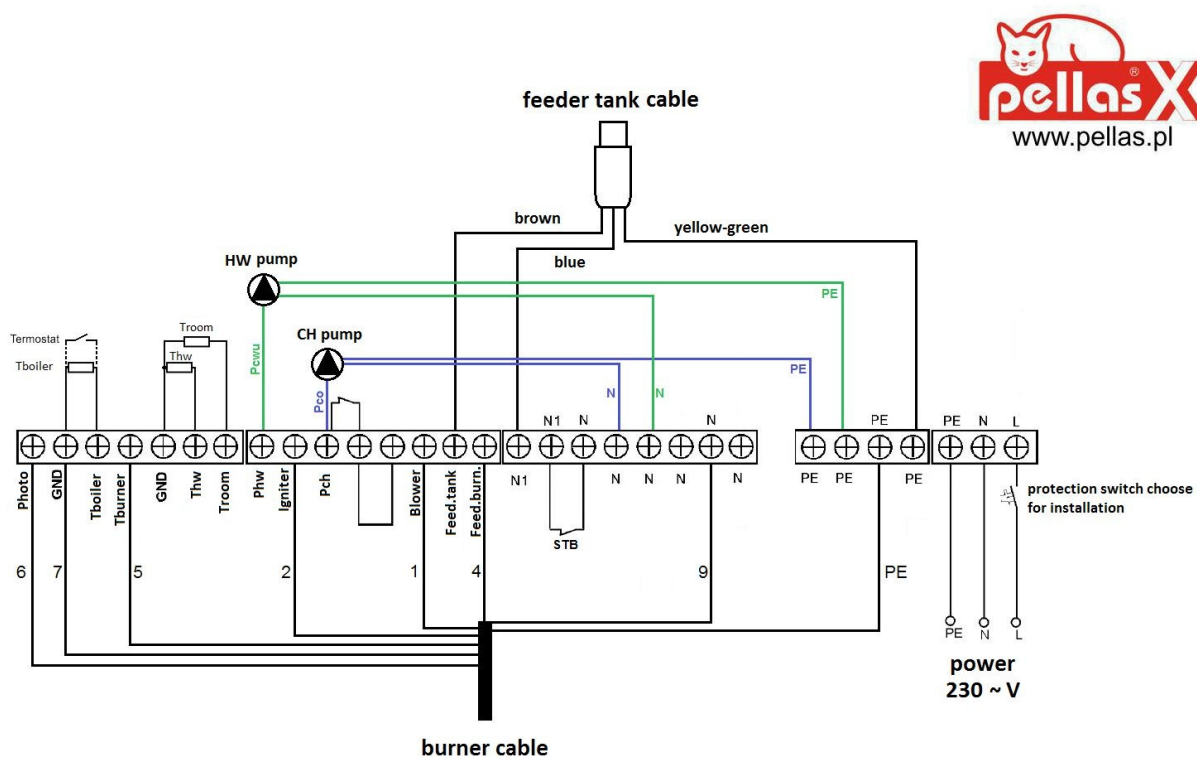 pellas X
®
www.pellas.pl
feeder tank cable
brown
yellow-green
blue
HW pump
PE
Termostat
Troom
CH pump
Tboiler
Thw
Pcwu
PE
Pco
N
N
N1
N
N
PE
PE
N
L
Photo
GND
Tboiler
Tburner
GND
Thw
Troom
Phw
Igniter
Pch
Blower
Feed.tank
Feed.burn.
N1
N
N
N
N
PE
PE
PE
protection switch choose
for installation
STB
6
7
5
2
1
4
9
PE
PE
N
L
power
230 ~ V
burner cable